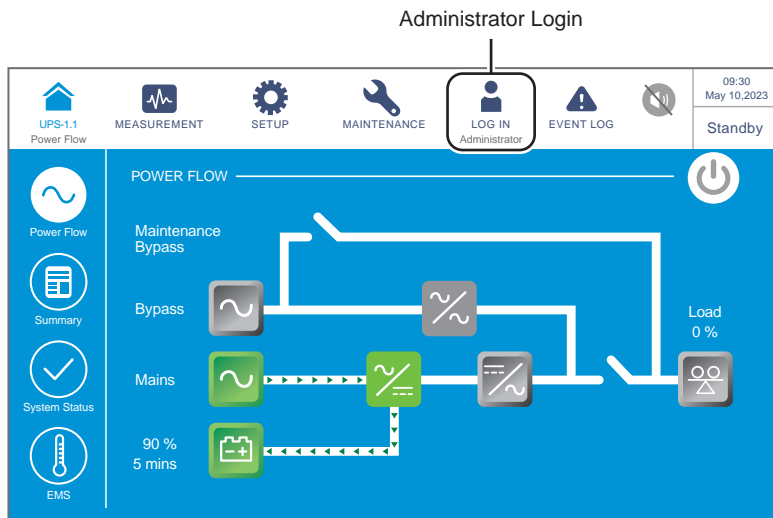 Administrator Login
UPS-1.1
Power Flow
MEASUREMENT
SETUP
MAINTENANCE
LOG IN
Administrator
EVENT LOG
09:30
May 10,2023
Standby
Power Flow
Summary
System Status
EMS
POWER FLOW
Maintenance
Bypass
Bypass
Mains
90 %
5 mins
Load
0 %